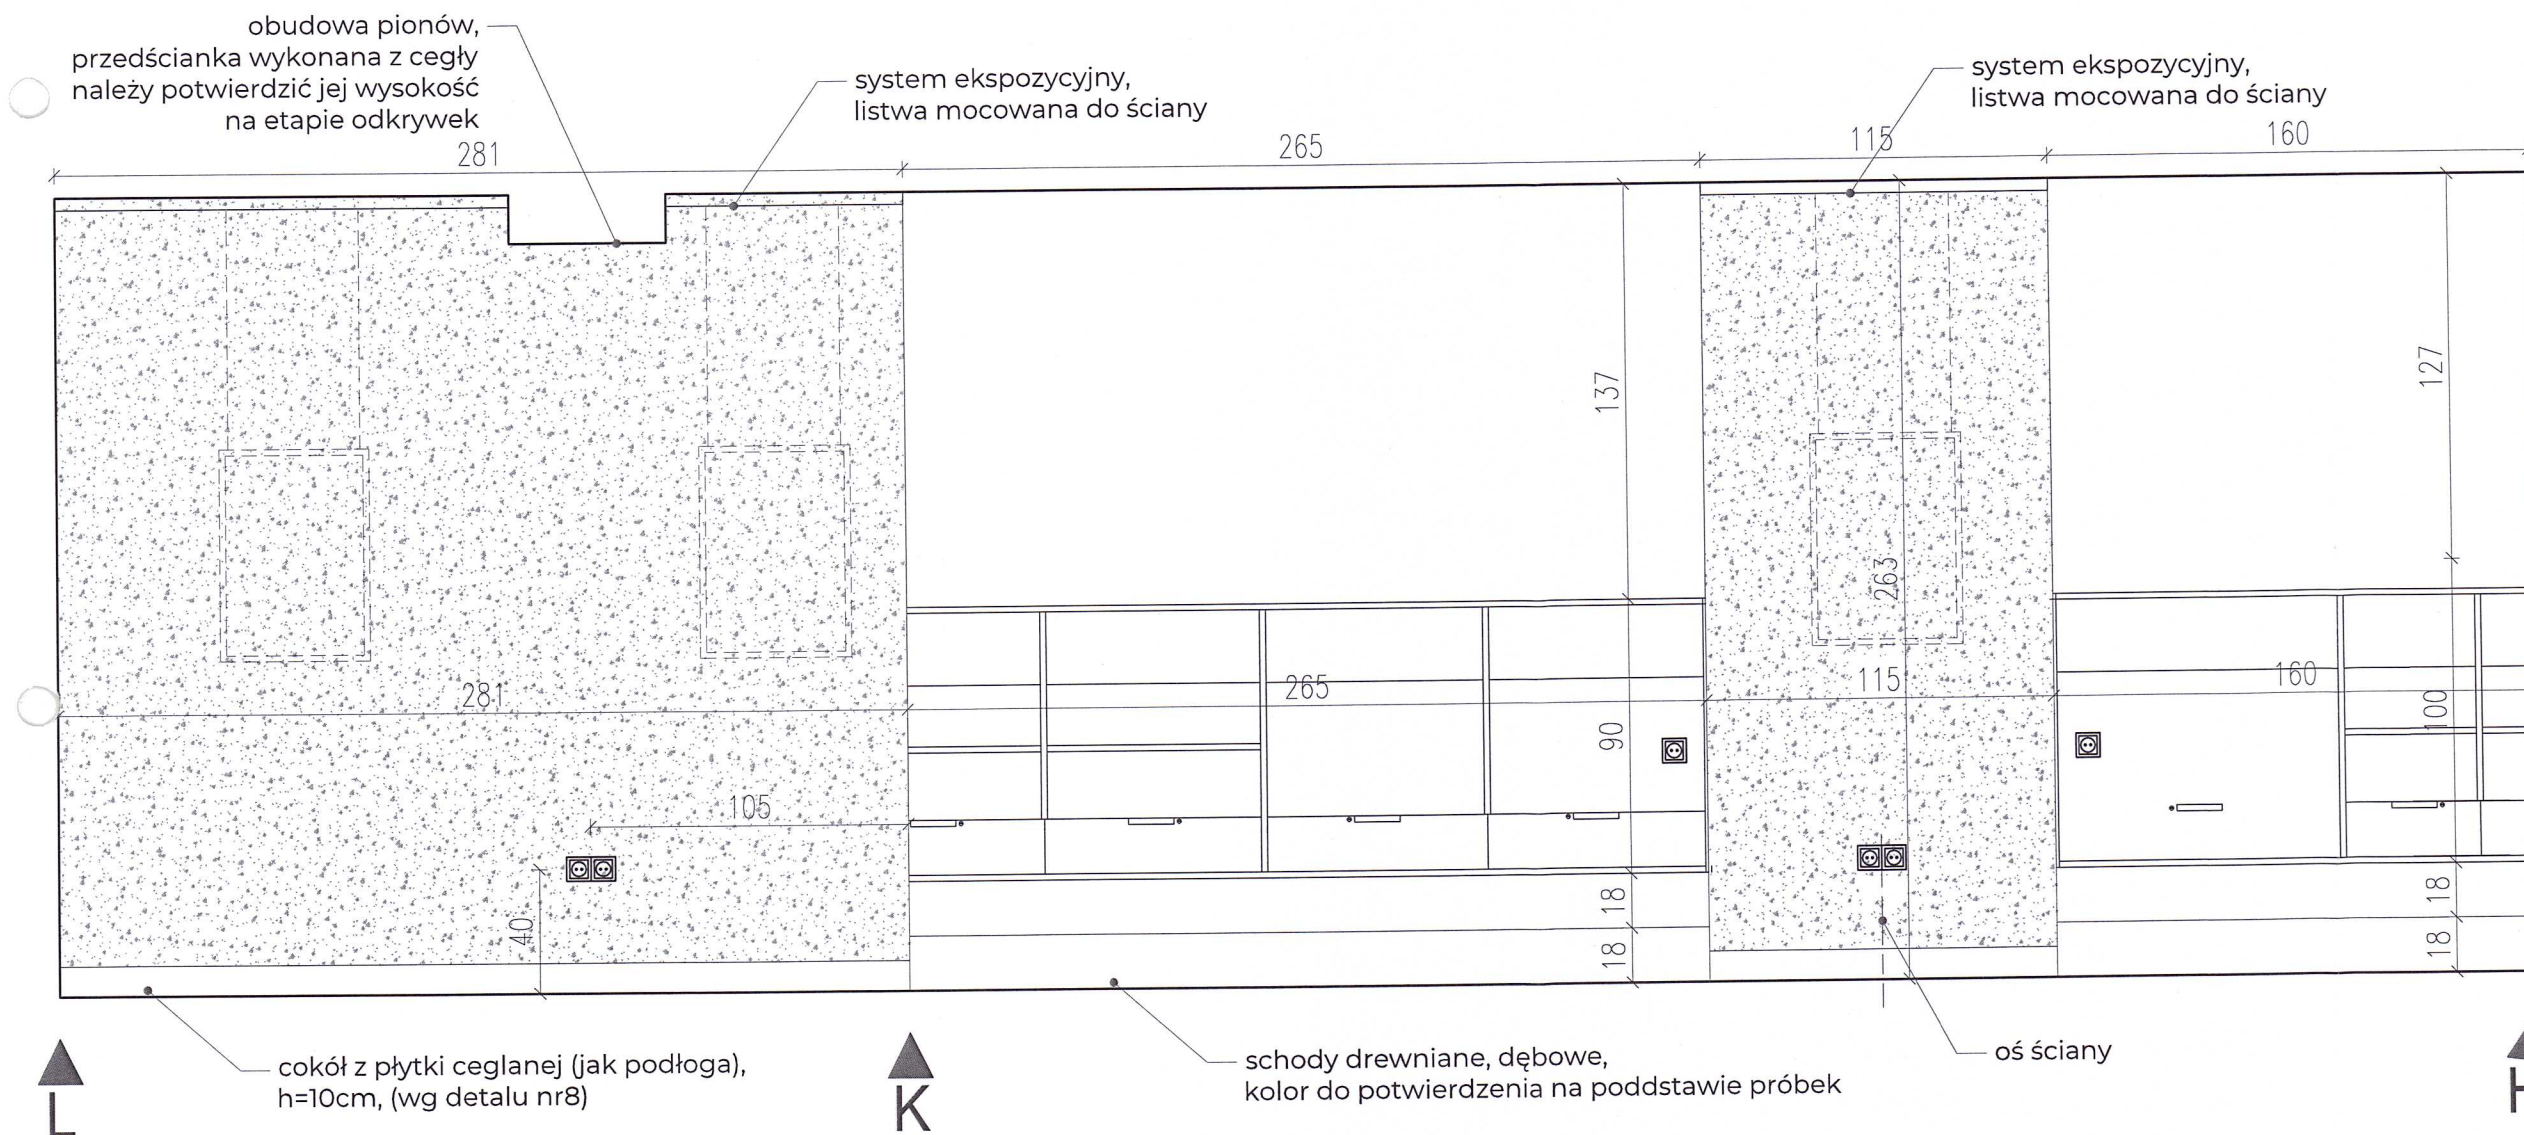 obudowa pionów,
przedścianka wykonana z cegły
należy potwierdzić jej wysokość
na etapie odkrywek
system ekspozycyjny,
listwa mocowana do ściany
system ekspozycyjny,
listwa mocowana do ściany
281
265
115
160
137
127
263
281
265
115
160
90
100
105
40
18
18
18
18
cokół z płytki ceglanej (jak podłoga),
h=10cm, (wg detalu nr8)
schody drewniane, dębowe,
kolor do potwierdzenia na poddstawie próbek
oś ściany
L
K